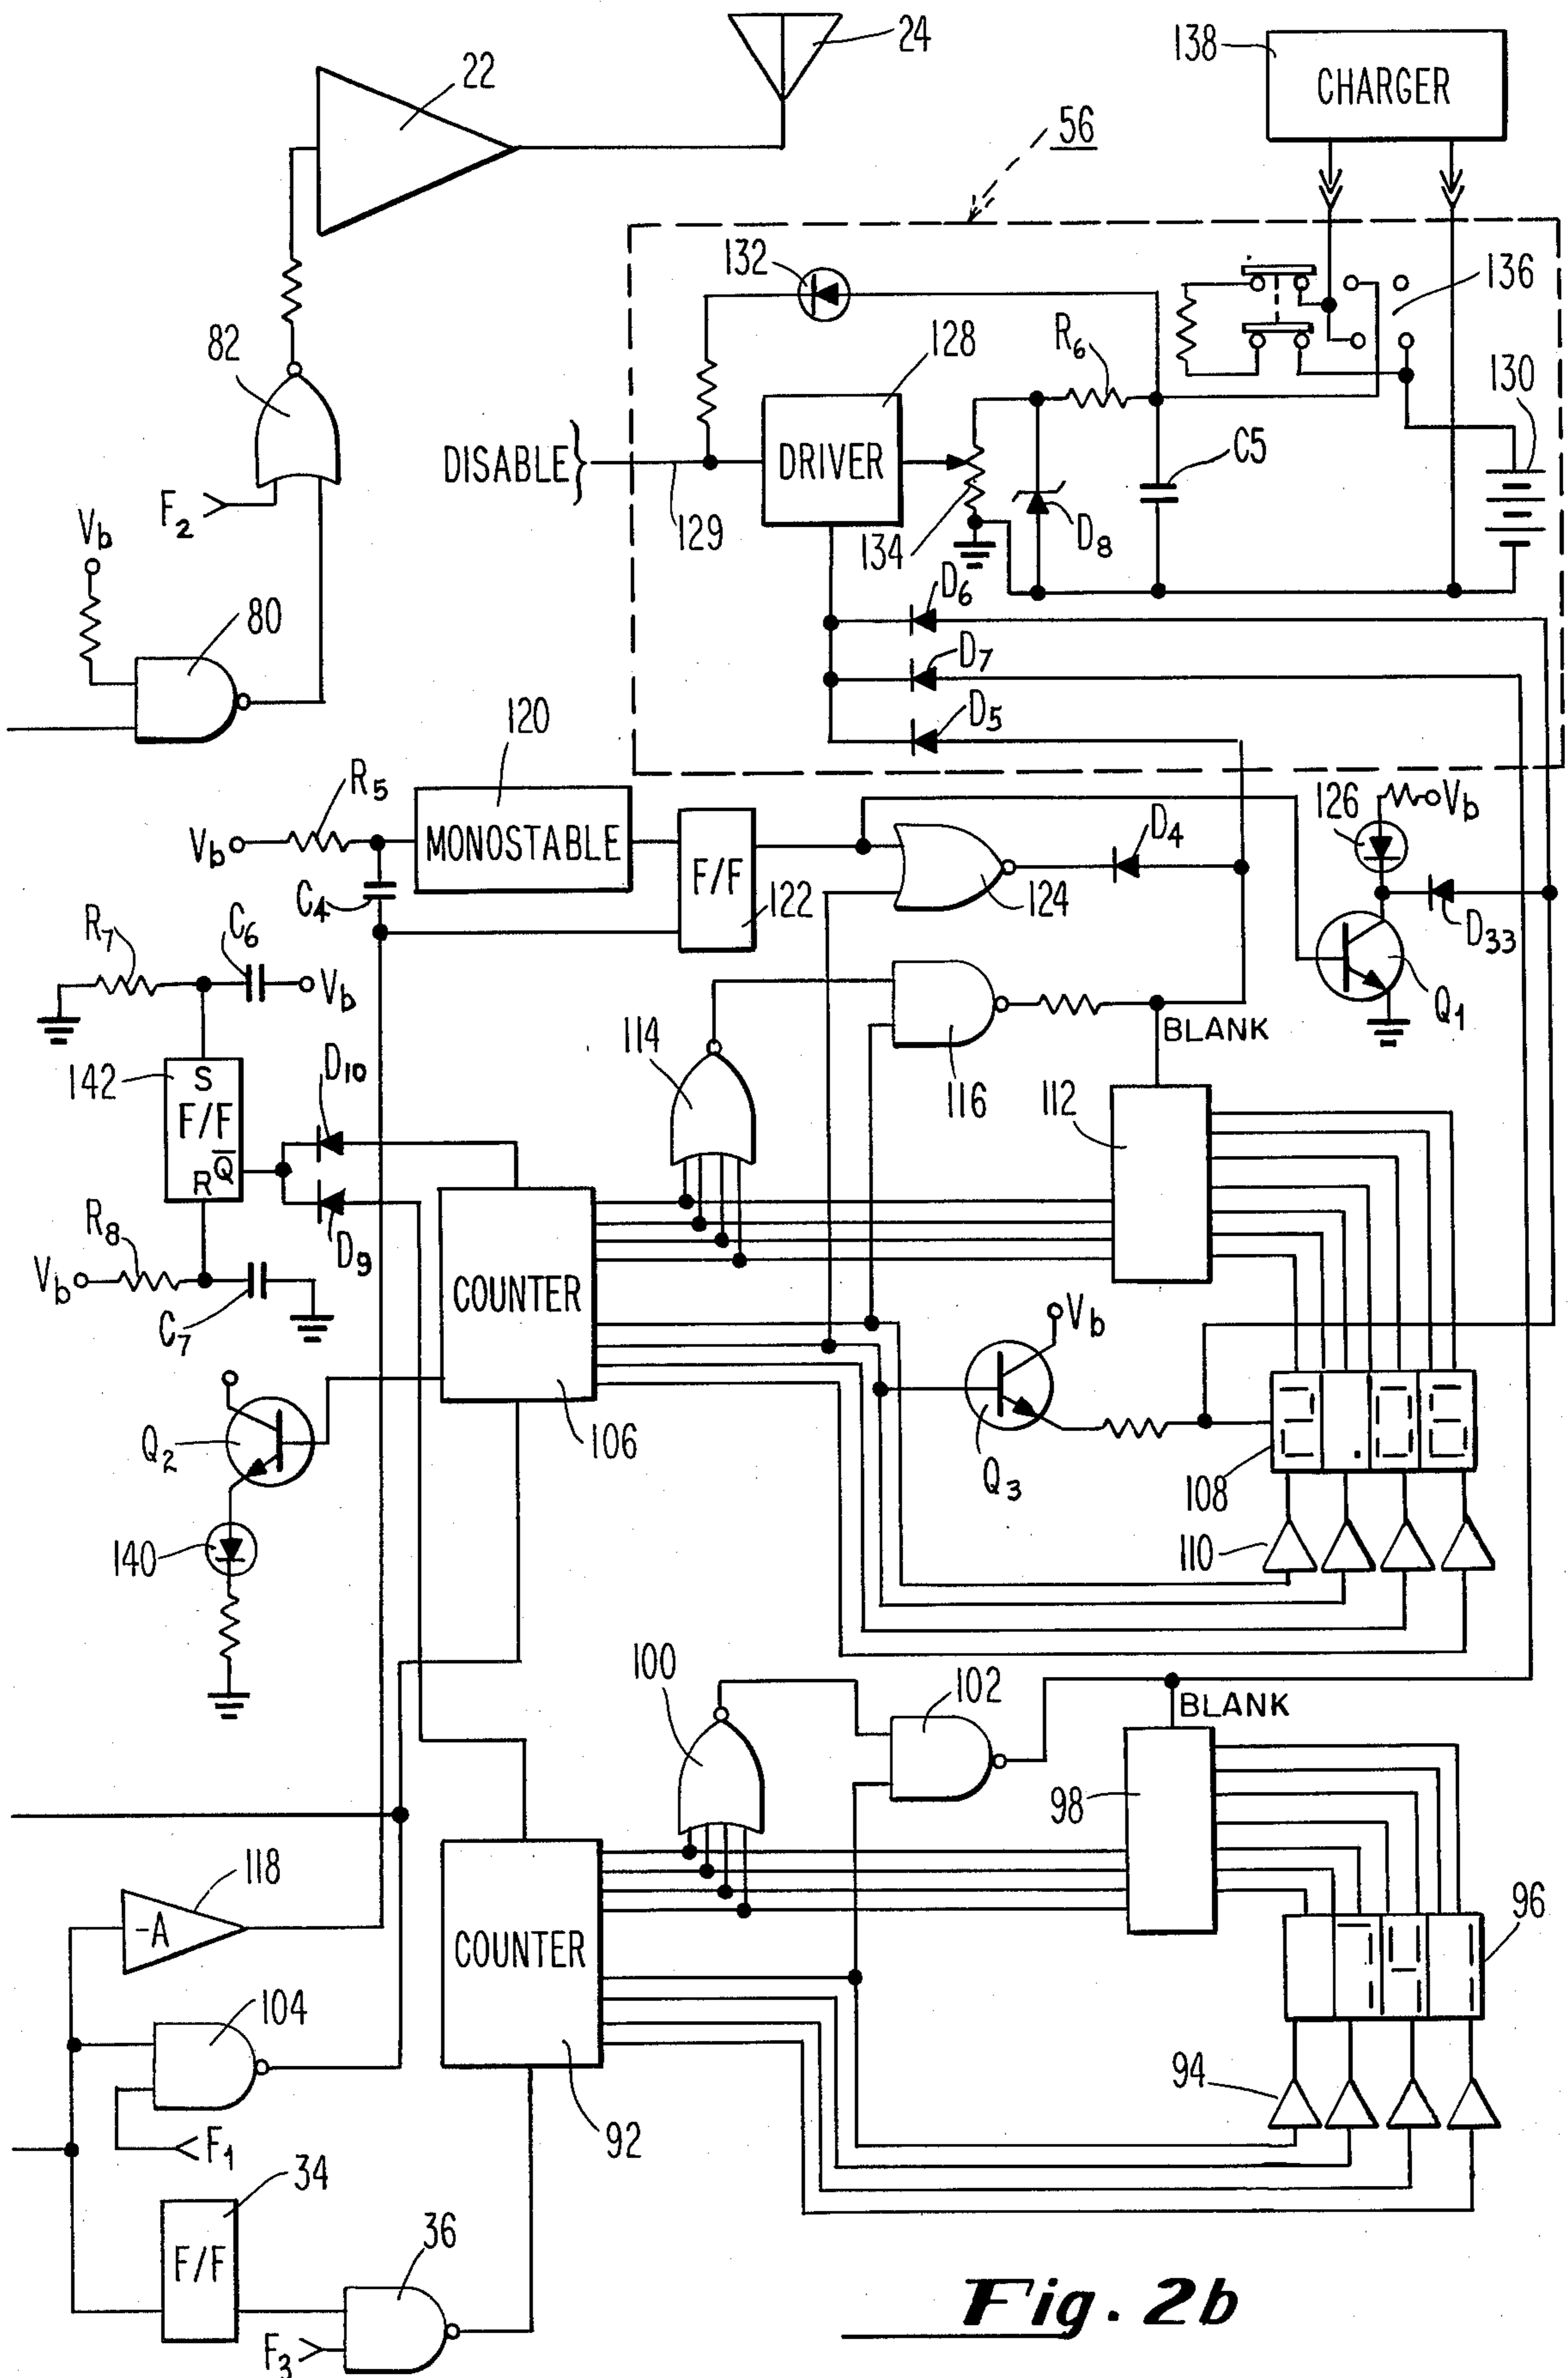 24
138
CHARGER
22
56
132
136
82
128
R6
130
DISABLE}
DRIVER
C5
F2
129
134
D8
Vb
D6
80
D7
120
D5
R5
126
Vb
Vb
MONOSTABLE
F/F
D4
C4
122
124
D33
R7
C6
Vb
Q1
BLANK
114
116
142
S
F/F
R Q̅
D10
112
R8
D9
Vb
C7
COUNTER
Vb
Q2
106
Q3
108
2.06
140
110
100
102
BLANK
98
118
-A
COUNTER
96
104
741
94
F1
92
34
F/F
36
F3
Fig. 2b